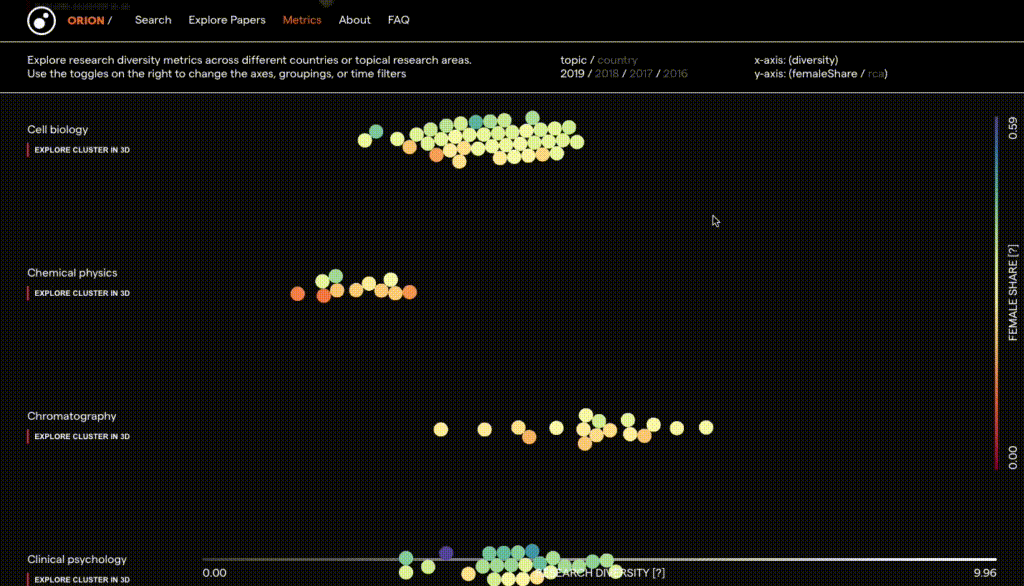 ORION / Search Explore Papers Metrics About FAQ
Explore research diversity metrics across different countries or topical research areas.
Use the toggles on the right to change the axes, groupings, or time filters
topic / country
2019 / 2018 / 2017 / 2016
x-axis: (diversity)
y-axis: (femaleShare / rca)
Cell biology
EXPLORE CLUSTER IN 3D
Chemical physics
EXPLORE CLUSTER IN 3D
Chromatography
EXPLORE CLUSTER IN 3D
Clinical psychology
EXPLORE CLUSTER IN 3D
0.59
FEMALE SHARE [?]
0.00
0.00
RESEARCH DIVERSITY [?]
9.96